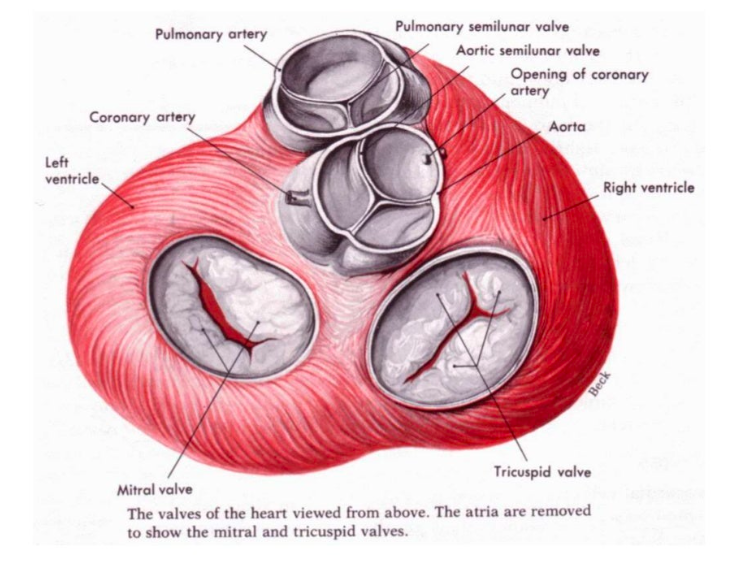 Pulmonary artery
Pulmonary semilunar valve
Aortic semilunar valve
Opening of coronary
artery
Coronary artery
Aorta
Left
ventricle
Right ventricle
Beck
Tricuspid valve
Mitral valve
The valves of the heart viewed from above. The atria are removed
to show the mitral and tricuspid valves.